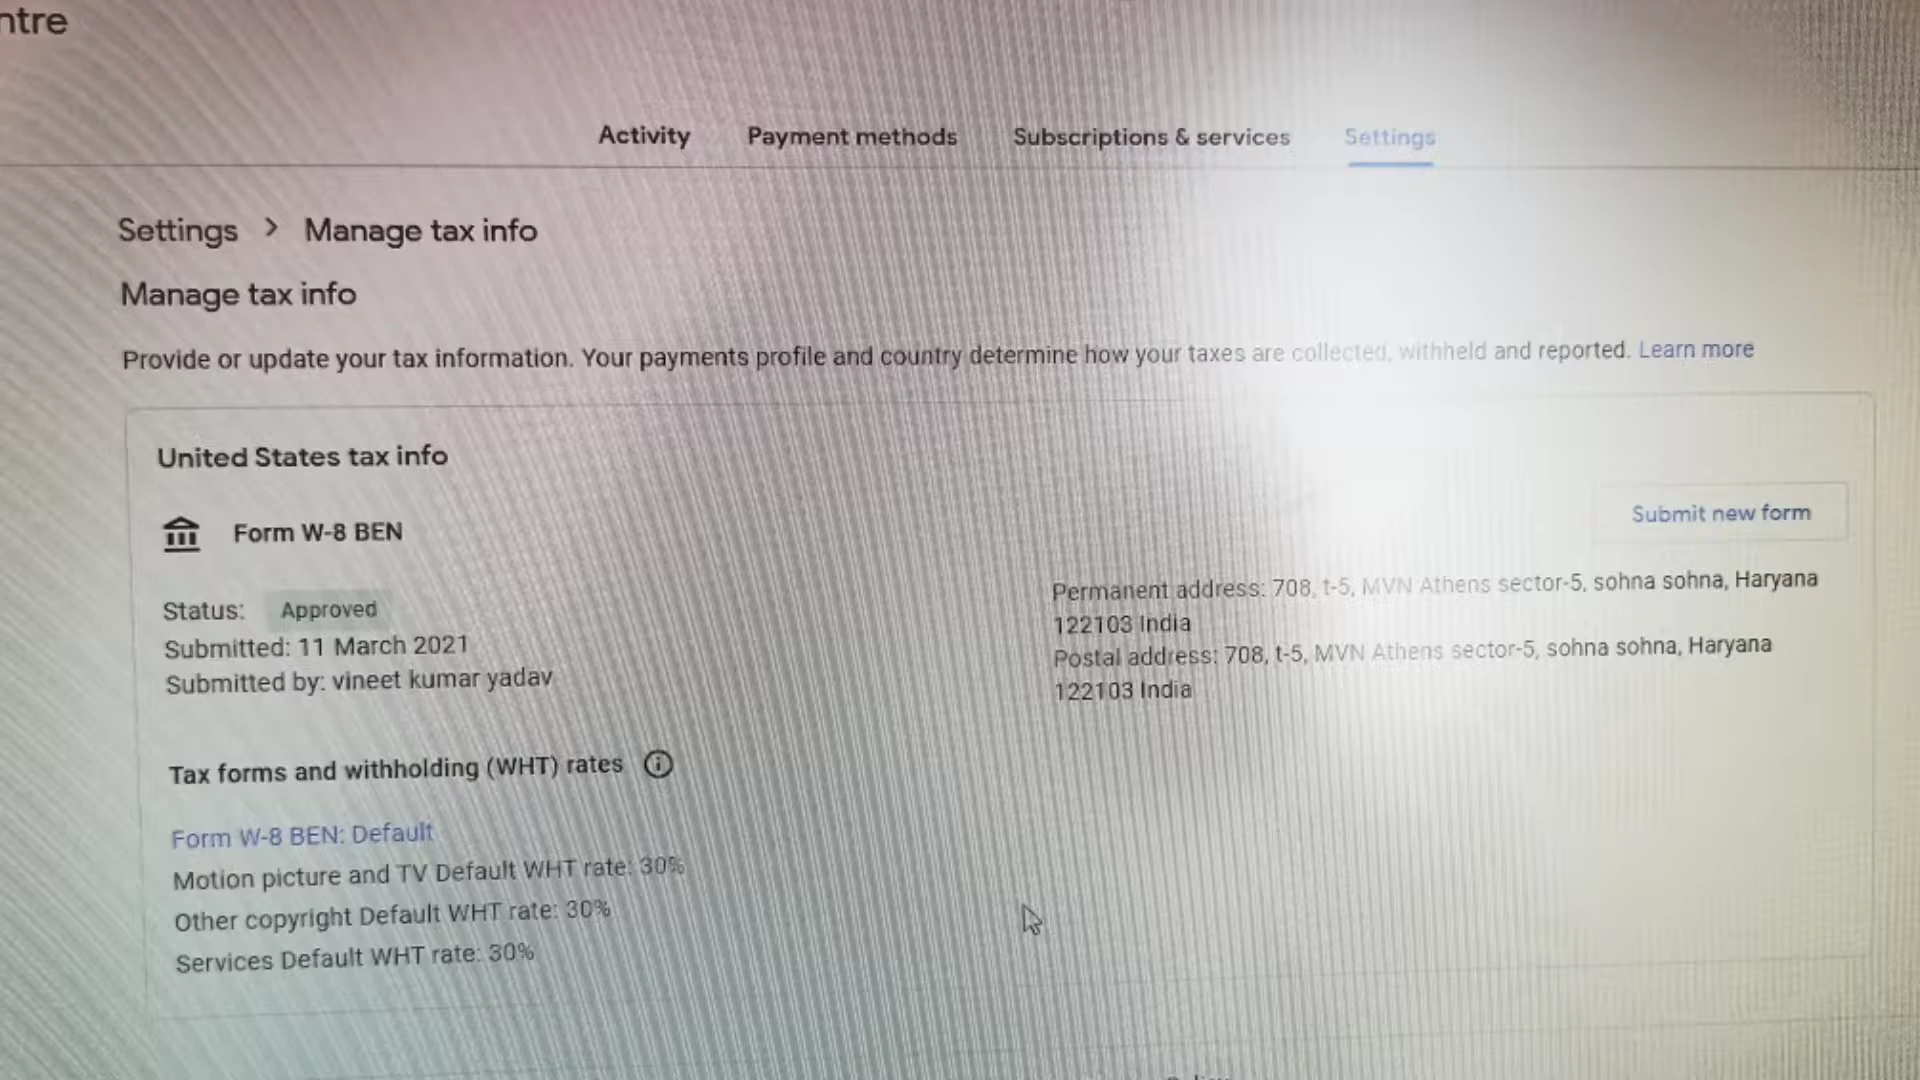 ntre
Activity Payment methods Subscriptions & services Settings
Settings > Manage tax info
Manage tax info
Provide or update your tax information. Your payments profile and country determine how your taxes are collected, withheld and reported. Learn more
United States tax info
Form W-8 BEN
Submit new form
Status: Approved
Submitted: 11 March 2021
Submitted by: vineet kumar yadav
Permanent address: 708, t-5, MVN Athens sector-5, sohna sohna, Haryana
122103 India
Postal address: 708, t-5, MVN Athens sector-5, sohna sohna, Haryana
122103 India
Tax forms and withholding (WHT) rates
Form W-8 BEN: Default
Motion picture and TV Default WHT rate: 30%
Other copyright Default WHT rate: 30%
Services Default WHT rate: 30%